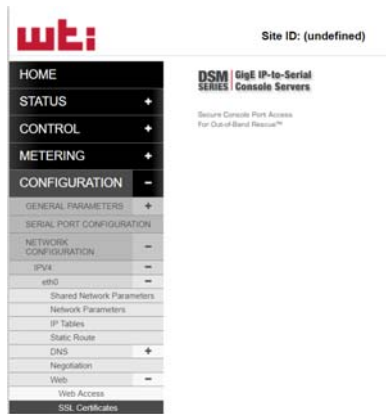 wti
Site ID: (undefined)
HOME
STATUS +
CONTROL +
METERING +
CONFIGURATION -
GENERAL PARAMETERS +
SERIAL PORT CONFIGURATION
NETWORK
CONFIGURATION -
IPV4 -
eth0 -
Shared Network Parameters
Network Parameters
IP Tables
Static Route
DNS +
Negotiation
Web -
Web Access
SSL Certificates
DSM GigE IP-to-Serial
SERIES Console Servers
Secure Console Port Access
For Out-of-Band Rescue™